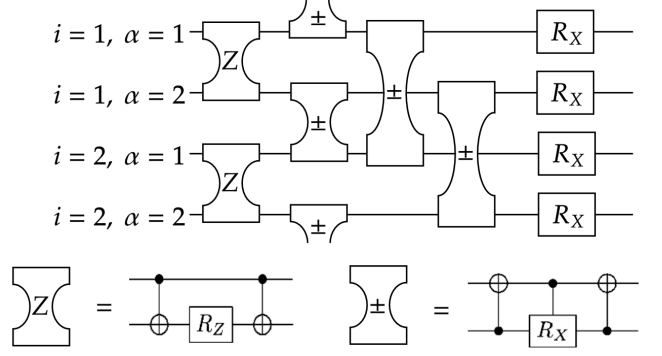 ±
i = 1, α = 1 R_X
Z
±
i = 1, α = 2 R_X
±
i = 2, α = 1 ± R_X
Z
i = 2, α = 2 ± R_X
Z = R_Z ± = R_X